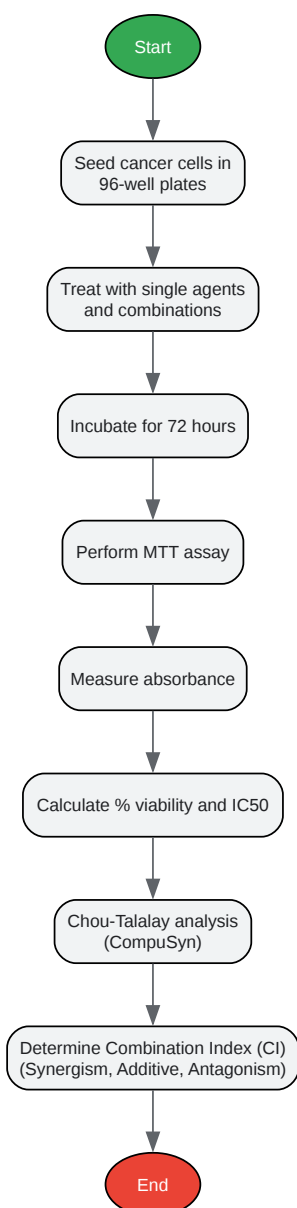 Start
Seed cancer cells in
96-well plates
Treat with single agents
and combinations
Incubate for 72 hours
Perform MTT assay
Measure absorbance
Calculate % viability and IC50
Chou-Talalay analysis
(CompuSyn)
Determine Combination Index (CI)
(Synergism, Additive, Antagonism)
End